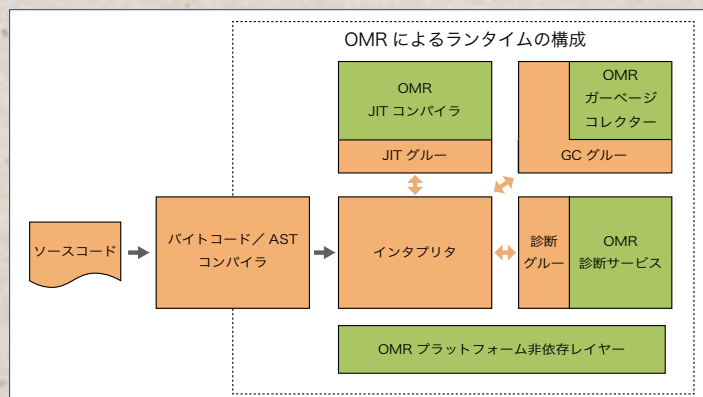 OMR によるランタイムの構成
OMR
JIT コンパイラ
JIT グルー
OMR
ガーベージ
コレクター
GC グルー
ソースコード
バイトコード／ AST
コンパイラ
インタプリタ
診断
グルー
OMR
診断サービス
OMR プラットフォーム非依存レイヤー